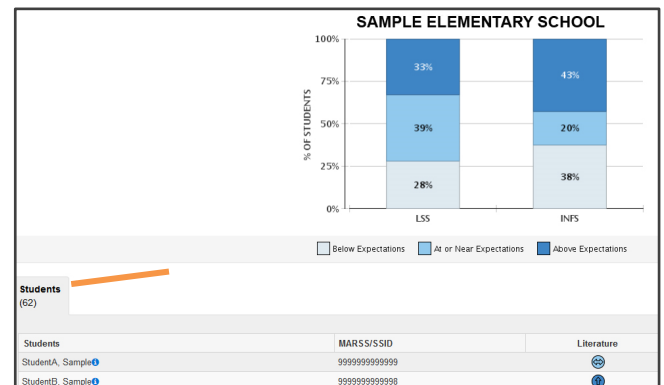 SAMPLE ELEMENTARY SCHOOL
100%
75%
50%
25%
0%
% OF STUDENTS
33%
39%
28%
43%
20%
38%
LSS INFS
Below Expectations At or Near Expectations Above Expectations
Students
(62)
Students MARSS/SSID Literature
StudentA, Sample 9999999999999
StudentB, Sample 9999999999998